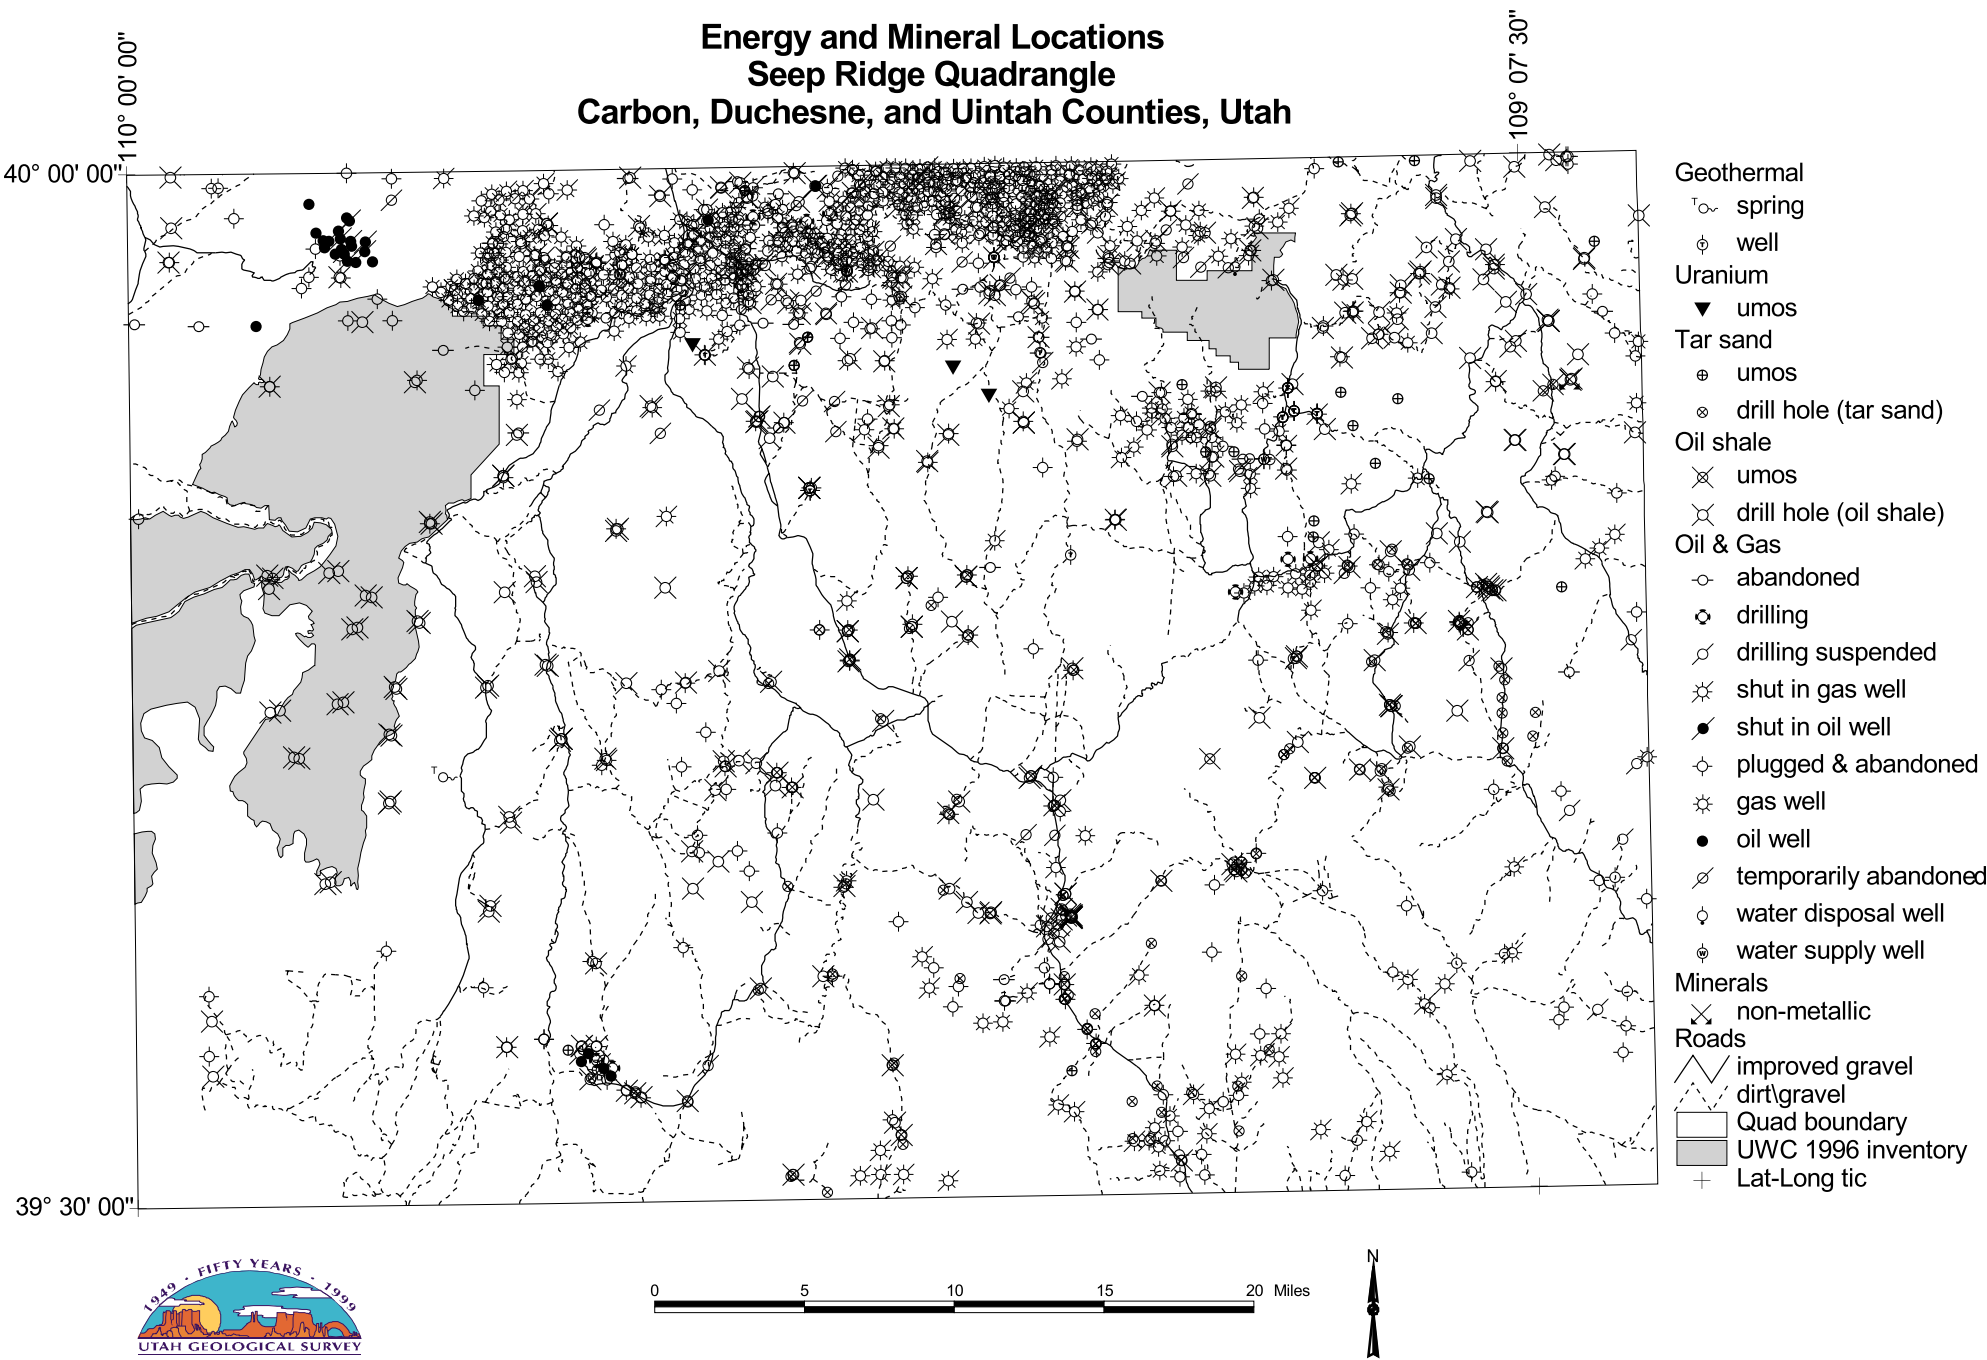 Energy and Mineral Locations
Seep Ridge Quadrangle
Carbon, Duchesne, and Uintah Counties, Utah
110° 00' 00"
109° 07' 30"
40° 00' 00"
39° 30' 00"
T
Geothermal
T spring
well
Uranium
umos
Tar sand
umos
drill hole (tar sand)
Oil shale
umos
drill hole (oil shale)
Oil & Gas
abandoned
drilling
drilling suspended
shut in gas well
shut in oil well
plugged & abandoned
gas well
oil well
temporarily abandoned
water disposal well
W water supply well
Minerals
non-metallic
Roads
improved gravel
dirt\gravel
Quad boundary
UWC 1996 inventory
Lat-Long tic
1949 - FIFTY YEARS - 1999
UTAH GEOLOGICAL SURVEY
0 5 10 15 20 Miles
N